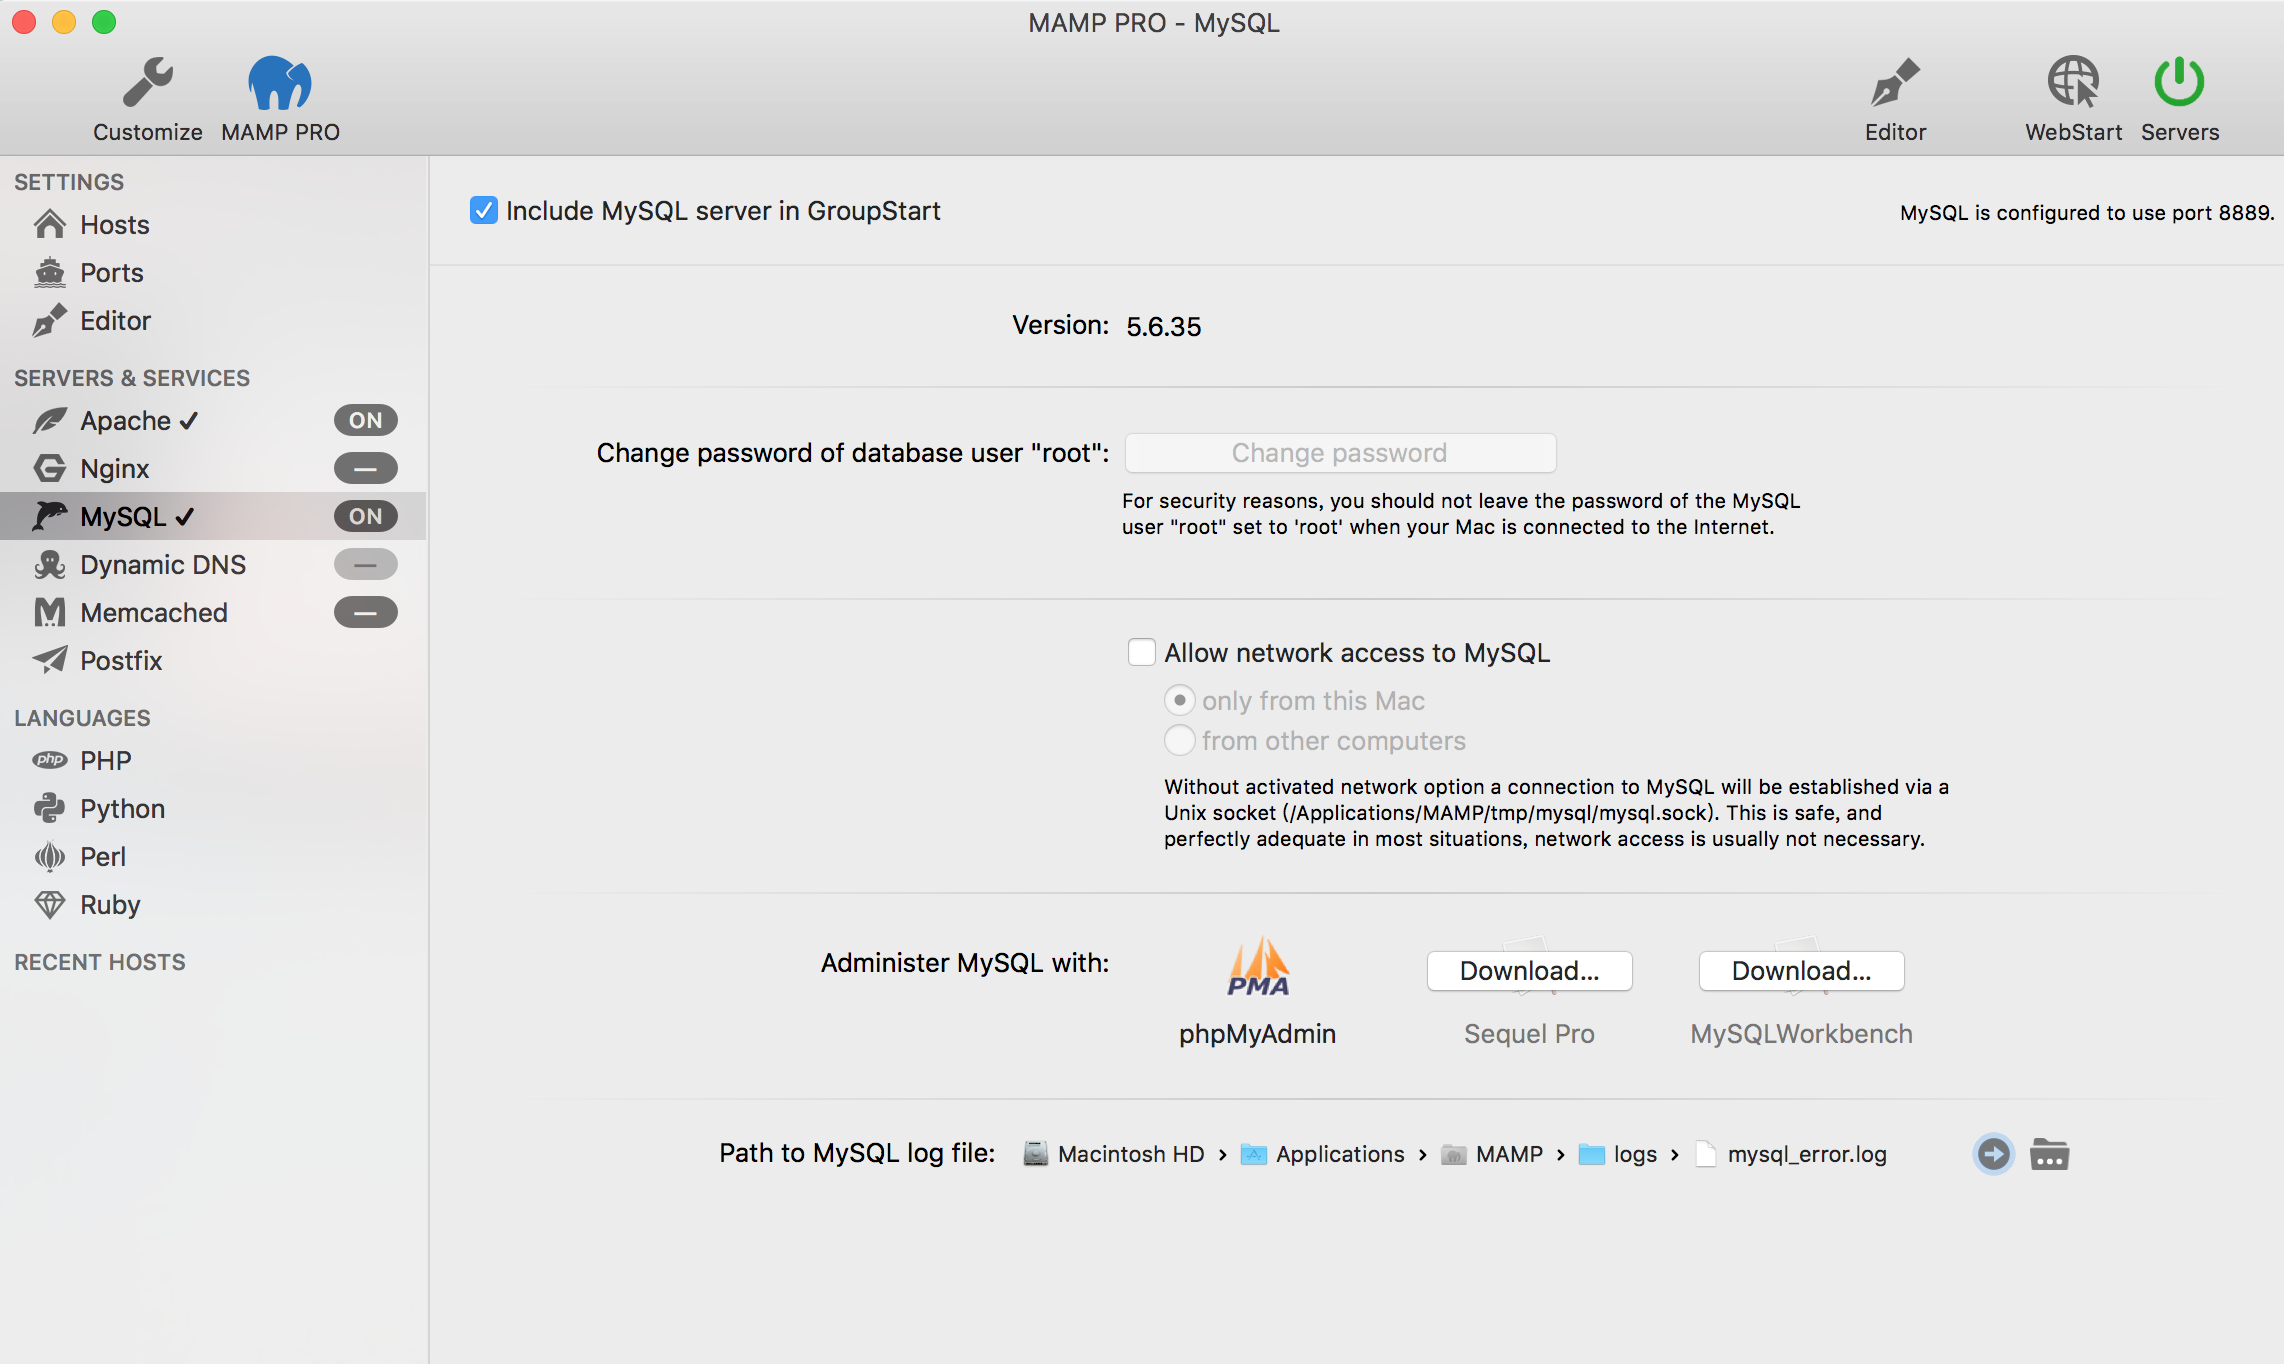 MAMP PRO - MySQL
Customize
MAMP PRO
Editor
WebStart
Servers
SETTINGS
Hosts
Ports
Editor
SERVERS & SERVICES
Apache ✓ ON
Nginx —
MySQL ✓ ON
Dynamic DNS —
Memcached —
Postfix
LANGUAGES
php PHP
Python
Perl
Ruby
RECENT HOSTS
Include MySQL server in GroupStart
MySQL is configured to use port 8889.
Version: 5.6.35
Change password of database user "root": Change password
For security reasons, you should not leave the password of the MySQL
user "root" set to 'root' when your Mac is connected to the Internet.
Allow network access to MySQL
only from this Mac
from other computers
Without activated network option a connection to MySQL will be established via a
Unix socket (/Applications/MAMP/tmp/mysql/mysql.sock). This is safe, and
perfectly adequate in most situations, network access is usually not necessary.
Administer MySQL with:
PMA
phpMyAdmin
Download...
Sequel Pro
Download...
MySQLWorkbench
Path to MySQL log file: Macintosh HD › Applications › MAMP › logs › mysql_error.log